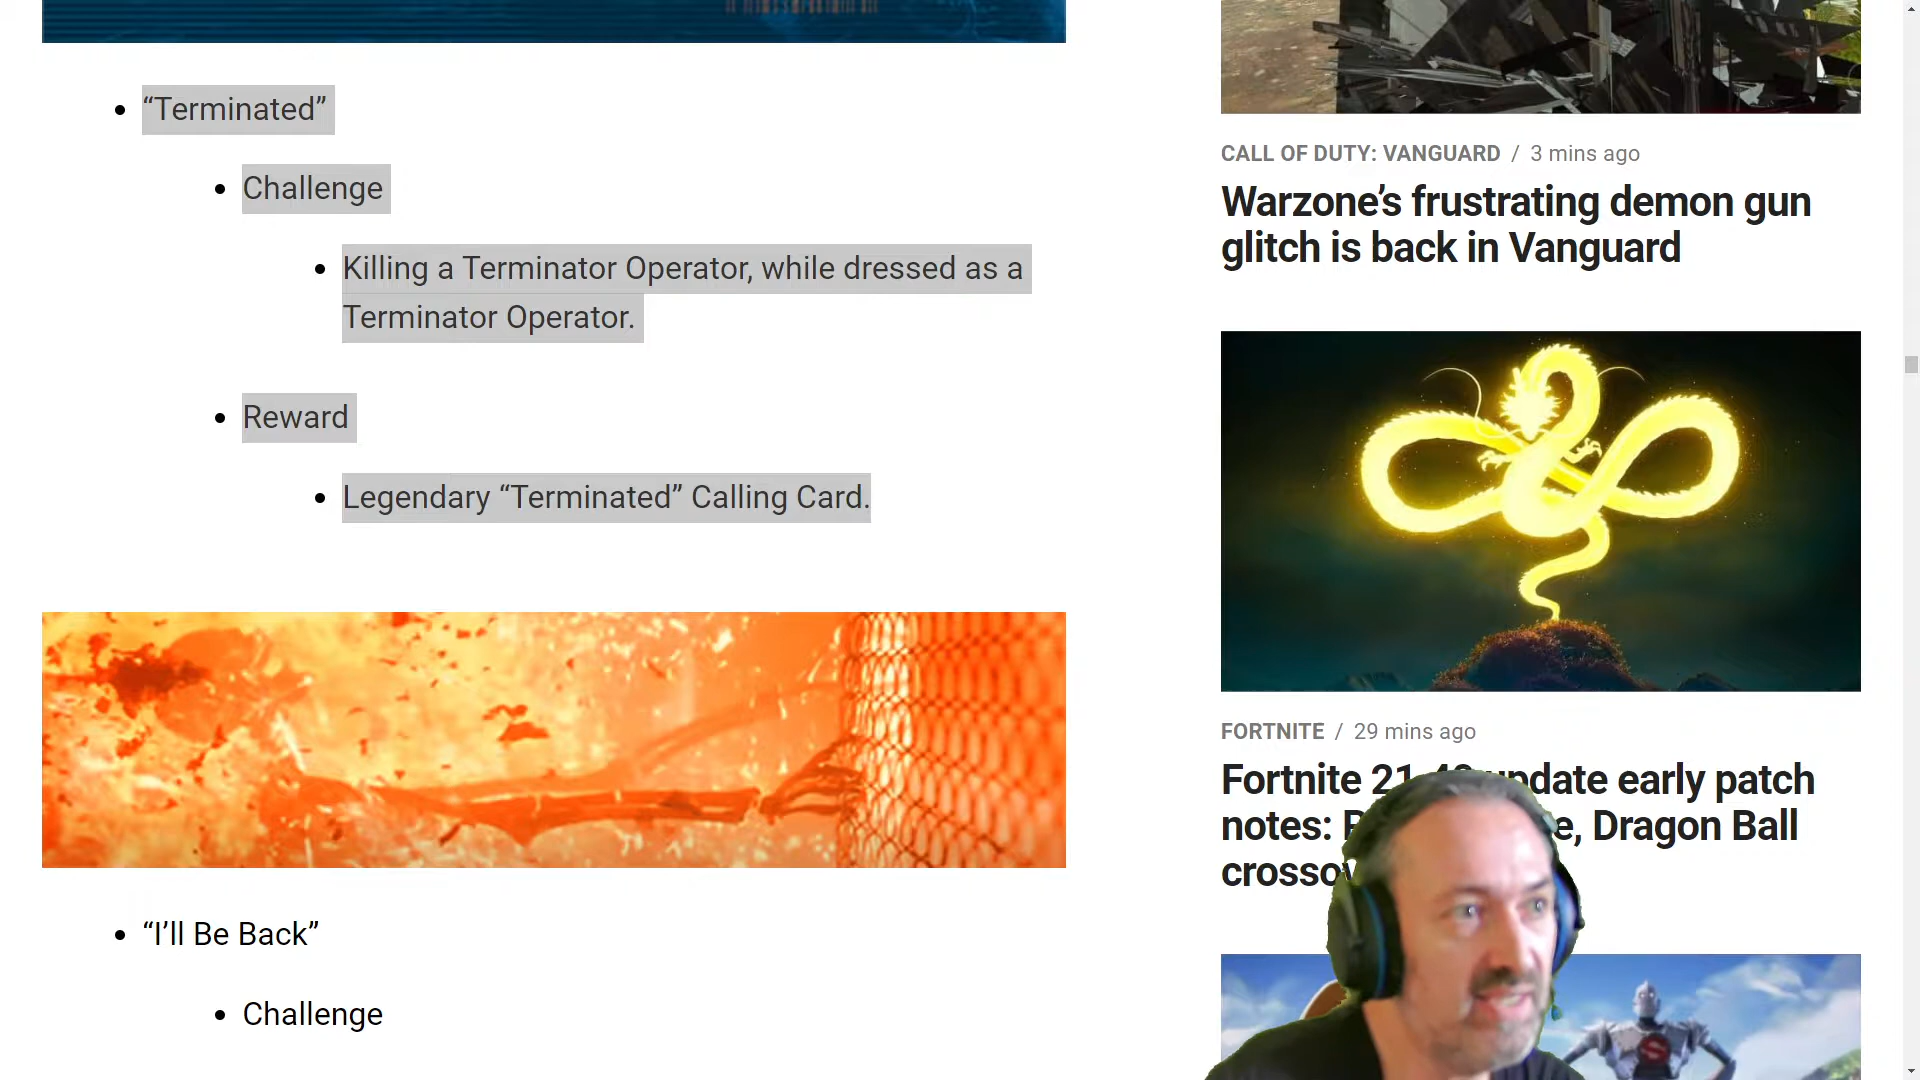 “Terminated”
Challenge
Killing a Terminator Operator, while dressed as a
Terminator Operator.
Reward
Legendary “Terminated” Calling Card.
“I’ll Be Back”
Challenge
CALL OF DUTY: VANGUARD / 3 mins ago
Warzone’s frustrating demon gun
glitch is back in Vanguard
FORTNITE / 29 mins ago
Fortnite update early patch
notes: Dragon Ball